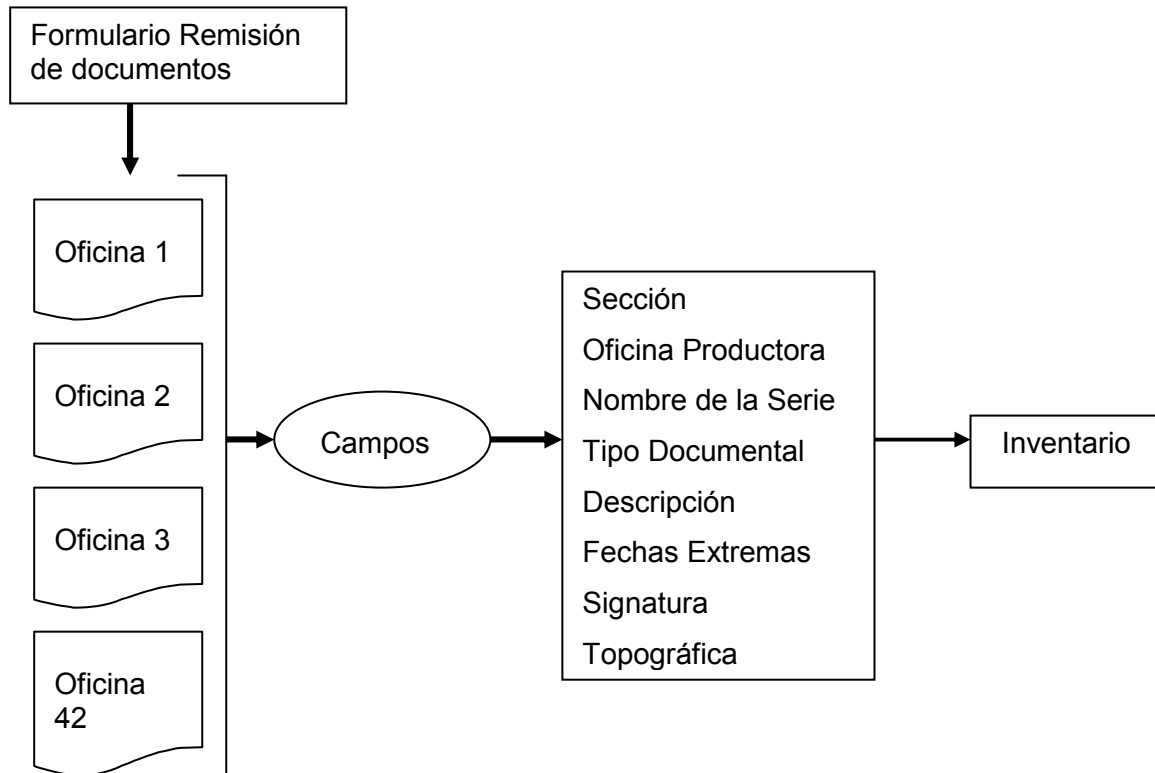 Formulario Remisión
de documentos
Oficina 1
Oficina 2
Oficina 3
Oficina
42
Campos
Sección
Oficina Productora
Nombre de la Serie
Tipo Documental
Descripción
Fechas Extremas
Signatura
Topográfica
Inventario